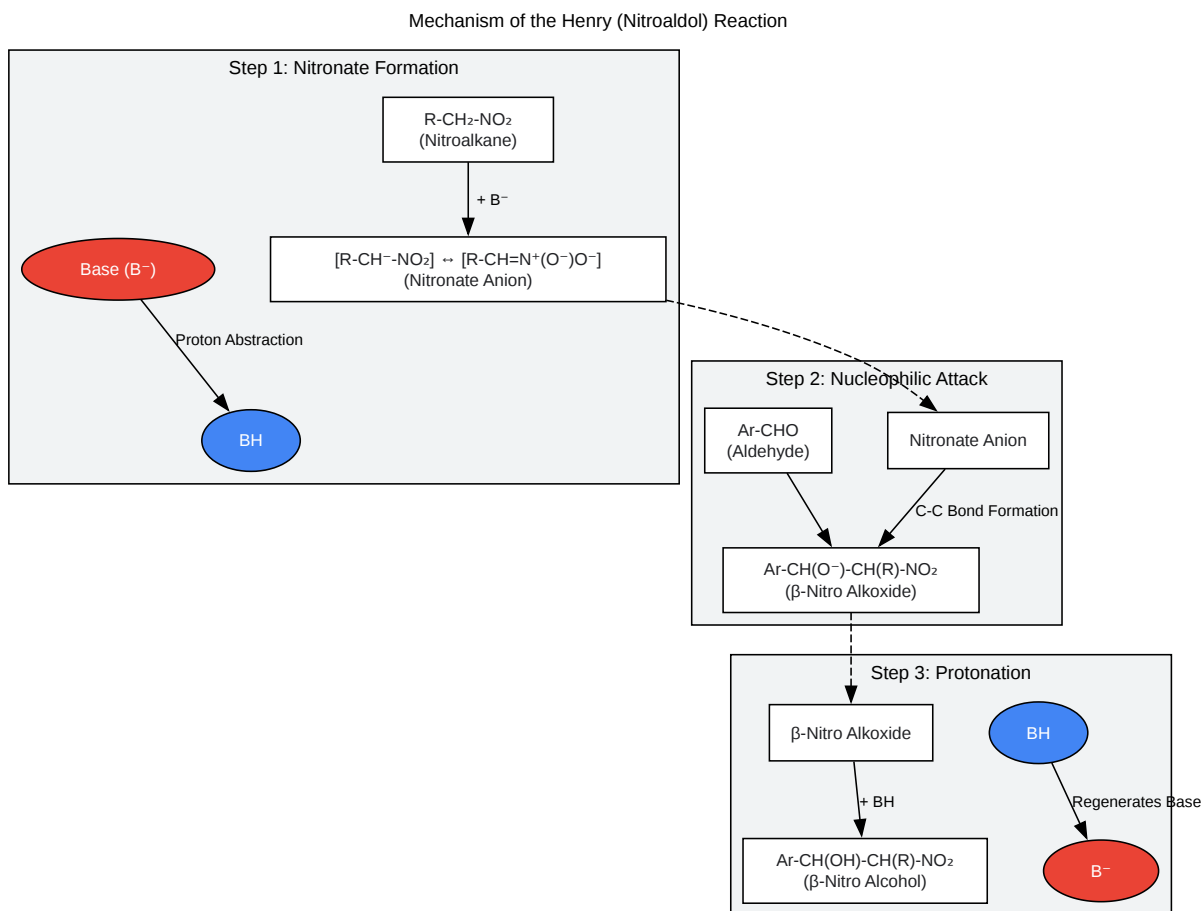 Mechanism of the Henry (Nitroaldol) Reaction
Step 1: Nitronate Formation
R-CH₂-NO₂
(Nitroalkane)
+ B⁻
Base (B⁻)
[R-CH⁻-NO₂] ↔ [R-CH=N⁺(O⁻)O⁻]
(Nitronate Anion)
Proton Abstraction
BH
Step 2: Nucleophilic Attack
Ar-CHO
(Aldehyde)
Nitronate Anion
C-C Bond Formation
Ar-CH(O⁻)-CH(R)-NO₂
(β-Nitro Alkoxide)
Step 3: Protonation
β-Nitro Alkoxide
BH
+ BH
Regenerates Base
Ar-CH(OH)-CH(R)-NO₂
(β-Nitro Alcohol)
B⁻